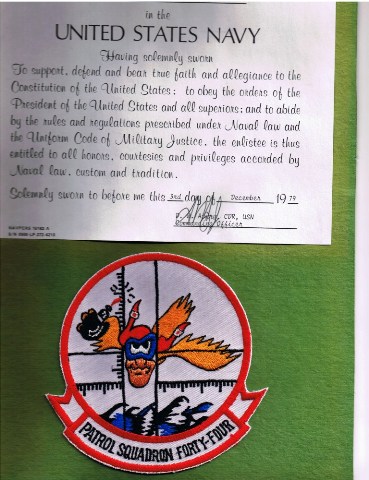 in the
UNITED STATES NAVY
Having solemnly sworn
To support, defend and bear true faith and allegiance to the
Constitution of the United States: to obey the orders of the
President of the United States and all superiors; and to abide
by the rules and regulations prescribed under Naval law and
the Uniform Code of Military Justice, the enlistee is thus
entitled to all honors, courtesies and privileges accorded by
Naval law, custom and tradition.
Solemnly sworn to before me this 3rd day of December 19 79
CDR, USN
Commanding Officer
PATROL SQUADRON FORTY-FOUR